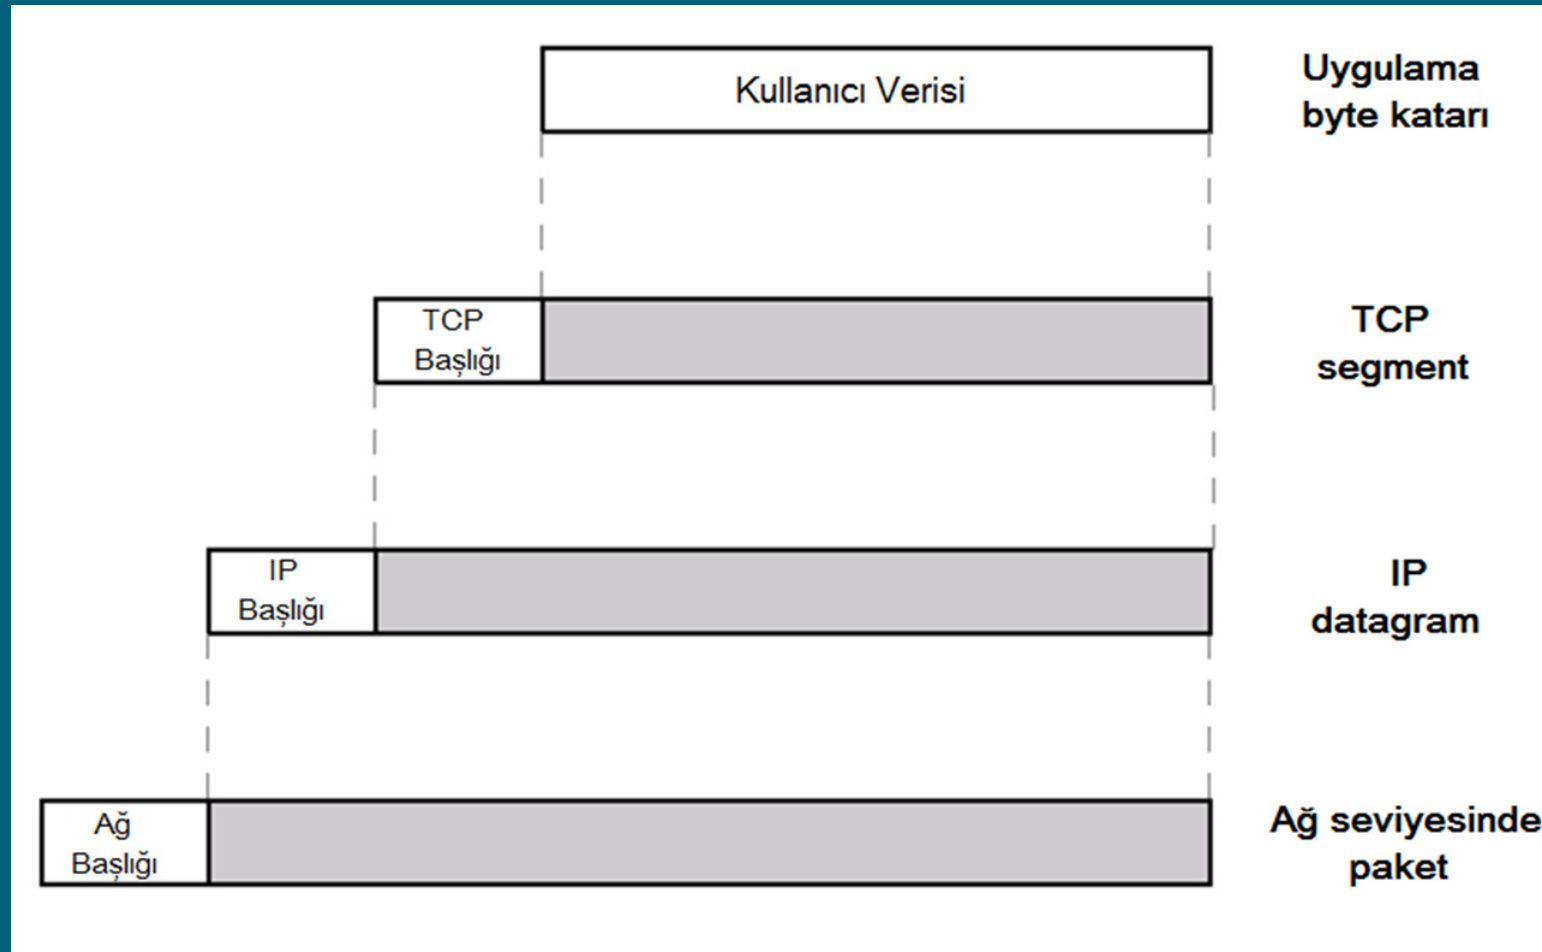 Kullanıcı Verisi
Uygulama
byte katarı
TCP
Başlığı
TCP
segment
IP
Başlığı
IP
datagram
Ağ
Başlığı
Ağ seviyesinde
paket